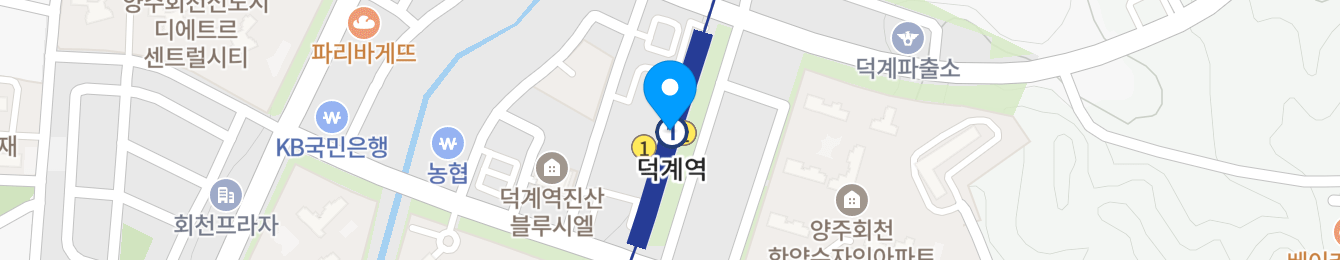 양주회천신도시
디에트르
센트럴시티
파리바게뜨
덕계파출소
KB국민은행
1
농협
덕계역
재
덕계역진산
블루시엘
회천프라자
양주회천